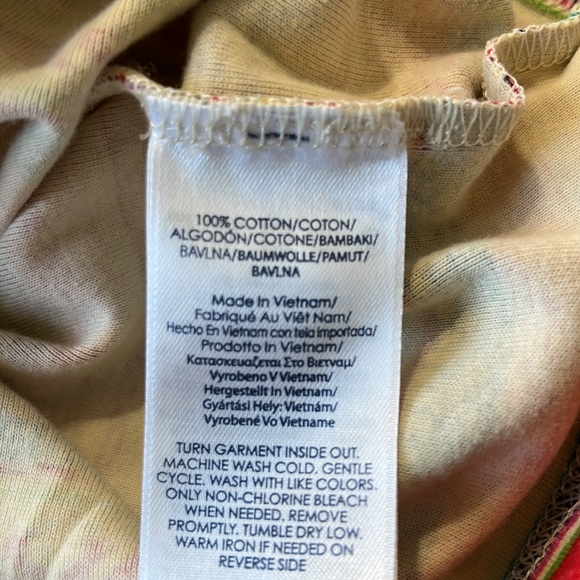 100% COTTON/COTON/
ALGODÓN/COTONE/BAMBAKI/
BAVLNA/BAUMWOLLE/PAMUT/
BAVLNA
Made In Vietnam/
Fabriqué Au Việt Nam/
Hecho En Vietnam con tela importada/
Prodotto In Vietnam/
Κατασκευαζεται Στο Βιετναμ/
Vyrobeno V Vietnam/
Hergestellt In Vietnam/
Gyártási Hely: Vietnám/
Vyrobené Vo Vietname
TURN GARMENT INSIDE OUT.
MACHINE WASH COLD. GENTLE
CYCLE. WASH WITH LIKE COLORS.
ONLY NON-CHLORINE BLEACH
WHEN NEEDED. REMOVE
PROMPTLY. TUMBLE DRY LOW.
WARM IRON IF NEEDED ON
REVERSE SIDE